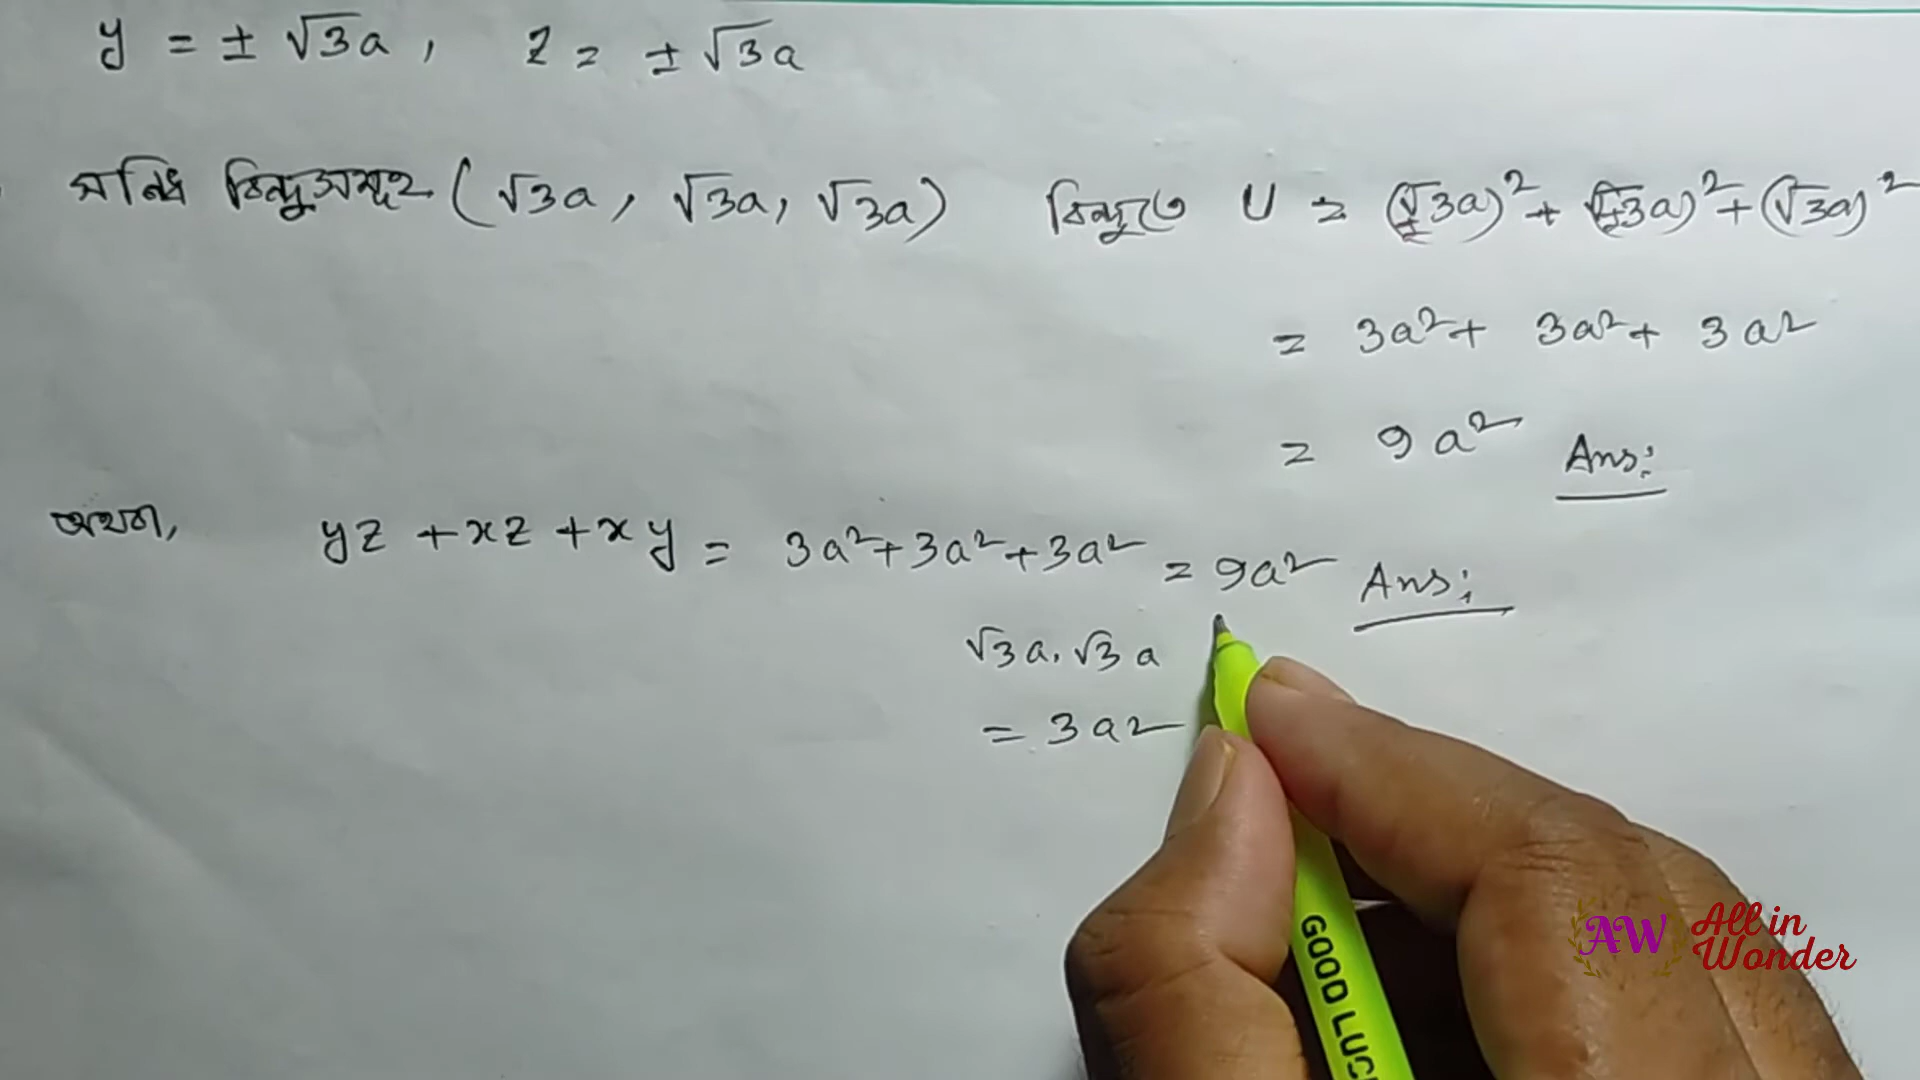 y = ± √3a , z = ± √3a
সন্ধি বিন্দুসমূহ (√3a, √3a, √3a) বিন্দুতে U = (±√3a)² + (±√3a)² + (√3a)²
= 3a² + 3a² + 3a²
= 9a² Ans:
অথবা, yz + xz + xy = 3a² + 3a² + 3a² = 9a² Ans:
√3a. √3a
= 3a²
GOOD LUC
AW All in Wonder